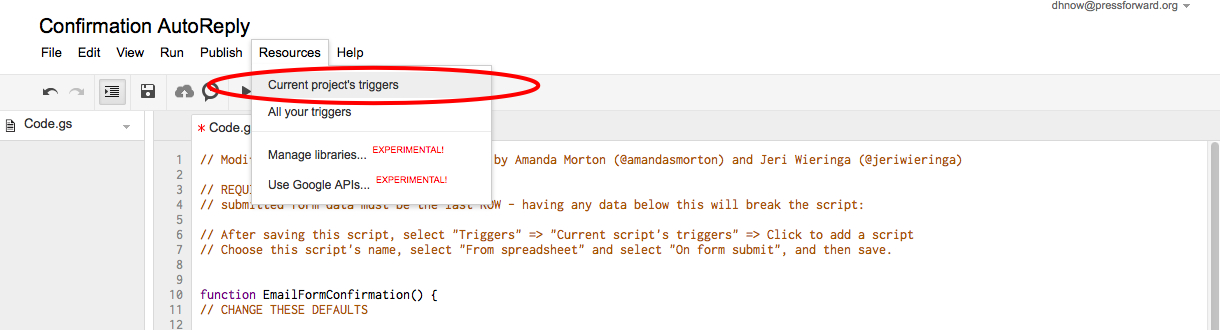 dhnow@pressforward.org
Confirmation AutoReply
File Edit View Run Publish Resources Help
Current project's triggers
All your triggers
Manage libraries... EXPERIMENTAL!
Use Google APIs... EXPERIMENTAL!
Code.gs
* Code.g
1 // Modi by Amanda Morton (@amandasmorton) and Jeri Wieringa (@jeriwieringa)
2
3 // REQUI
4 // submitted form data must be the last ROW - having any data below this will break the script:
5
6 // After saving this script, select "Triggers" => "Current script's triggers" => Click to add a script
7 // Choose this script's name, select "From spreadsheet" and select "On form submit", and then save.
8
9
10 function EmailFormConfirmation() {
11 // CHANGE THESE DEFAULTS
12